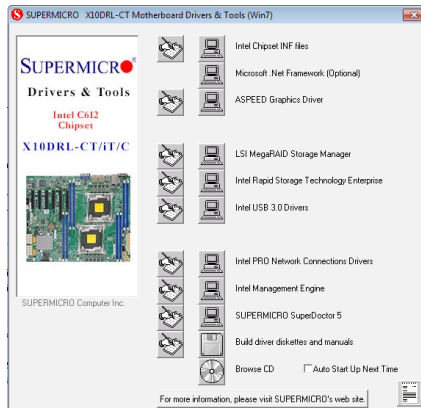 SUPERMICRO X10DRL-CT Motherboard Drivers & Tools (Win7)
SUPERMICRO
Drivers & Tools
Intel C612
Chipset
X10DRL-CT/iT/C
SUPERMICRO Computer Inc.
Intel Chipset INF files
Microsoft .Net Framework (Optional)
ASPEED Graphics Driver
LSI MegaRAID Storage Manager
Intel Rapid Storage Technology Enterprise
Intel USB 3.0 Drivers
Intel PRO Network Connections Drivers
Intel Management Engine
SUPERMICRO SuperDoctor 5
Build driver diskettes and manuals
Browse CD
Auto Start Up Next Time
For more information, please visit SUPERMICRO's web site.